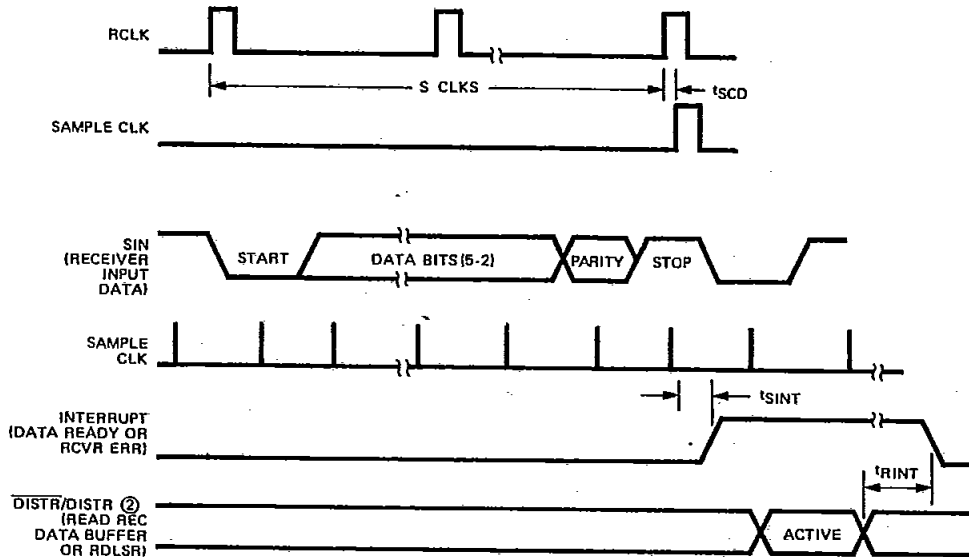 RCLK
S CLKS
tSCD
SAMPLE CLK
SIN
(RECEIVER
INPUT
DATA)
START
DATA BITS (5-2)
PARITY
STOP
SAMPLE
CLK
tSINT
INTERRUPT
(DATA READY OR
RCVR ERR)
tRINT
DISTR/DISTR ②
(READ REC
DATA BUFFER
OR RDLSR)
ACTIVE